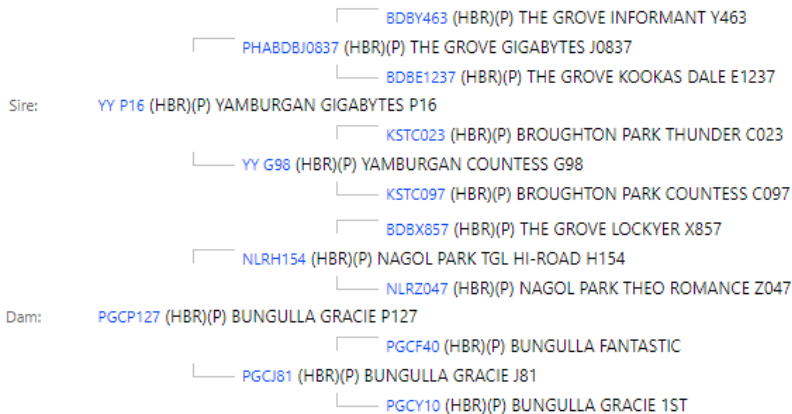 BDBY463 (HBR)(P) THE GROVE INFORMANT Y463
PHABDBJ0837 (HBR)(P) THE GROVE GIGABYTES J0837
BDBE1237 (HBR)(P) THE GROVE KOOKAS DALE E1237
Sire: YY P16 (HBR)(P) YAMBURGAN GIGABYTES P16
KSTC023 (HBR)(P) BROUGHTON PARK THUNDER C023
YY G98 (HBR)(P) YAMBURGAN COUNTESS G98
KSTC097 (HBR)(P) BROUGHTON PARK COUNTESS C097
BDBX857 (HBR)(P) THE GROVE LOCKYER X857
NLRH154 (HBR)(P) NAGOL PARK TGL HI-ROAD H154
NLRZ047 (HBR)(P) NAGOL PARK THEO ROMANCE Z047
Dam: PGCP127 (HBR)(P) BUNGULLA GRACIE P127
PGCF40 (HBR)(P) BUNGULLA FANTASTIC
PGCJ81 (HBR)(P) BUNGULLA GRACIE J81
PGCY10 (HBR)(P) BUNGULLA GRACIE 1ST